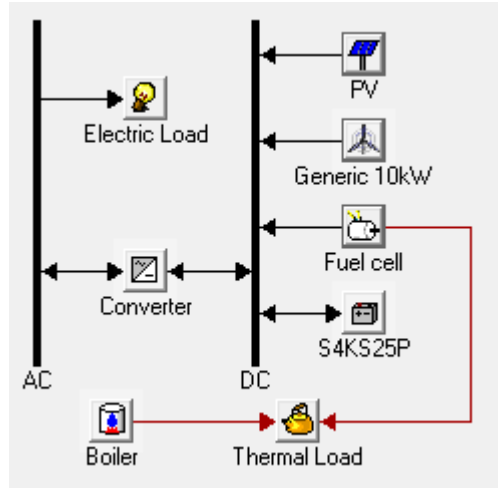 PV
Electric Load
Generic 10kW
Fuel cell
Converter
S4KS25P
AC
DC
Boiler
Thermal Load